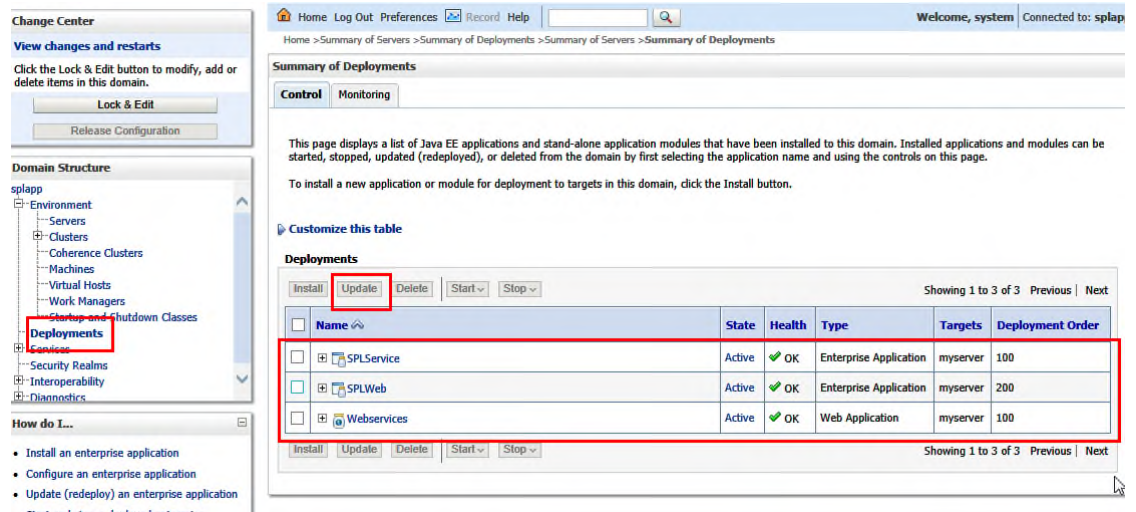 Change Center
View changes and restarts
Click the Lock & Edit button to modify, add or
delete items in this domain.
Lock & Edit
Release Configuration
Domain Structure
splapp
Environment
Servers
Clusters
Coherence Clusters
Machines
Virtual Hosts
Work Managers
Startup and Shutdown Classes
Deployments
Services
Security Realms
Interoperability
Diagnostics
How do I...
Install an enterprise application
Configure an enterprise application
Update (redeploy) an enterprise application
Home Log Out Preferences Record Help
Welcome, system Connected to: splapp
Home >Summary of Servers >Summary of Deployments >Summary of Servers >Summary of Deployments
Summary of Deployments
Control Monitoring
This page displays a list of Java EE applications and stand-alone application modules that have been installed to this domain. Installed applications and modules can be
started, stopped, updated (redeployed), or deleted from the domain by first selecting the application name and using the controls on this page.
To install a new application or module for deployment to targets in this domain, click the Install button.
Customize this table
Deployments
Install Update Delete Start Stop Showing 1 to 3 of 3 Previous | Next
Name State Health Type Targets Deployment Order
SPLService Active OK Enterprise Application myserver 100
SPLWeb Active OK Enterprise Application myserver 200
Webservices Active OK Web Application myserver 100
Install Update Delete Start Stop Showing 1 to 3 of 3 Previous | Next